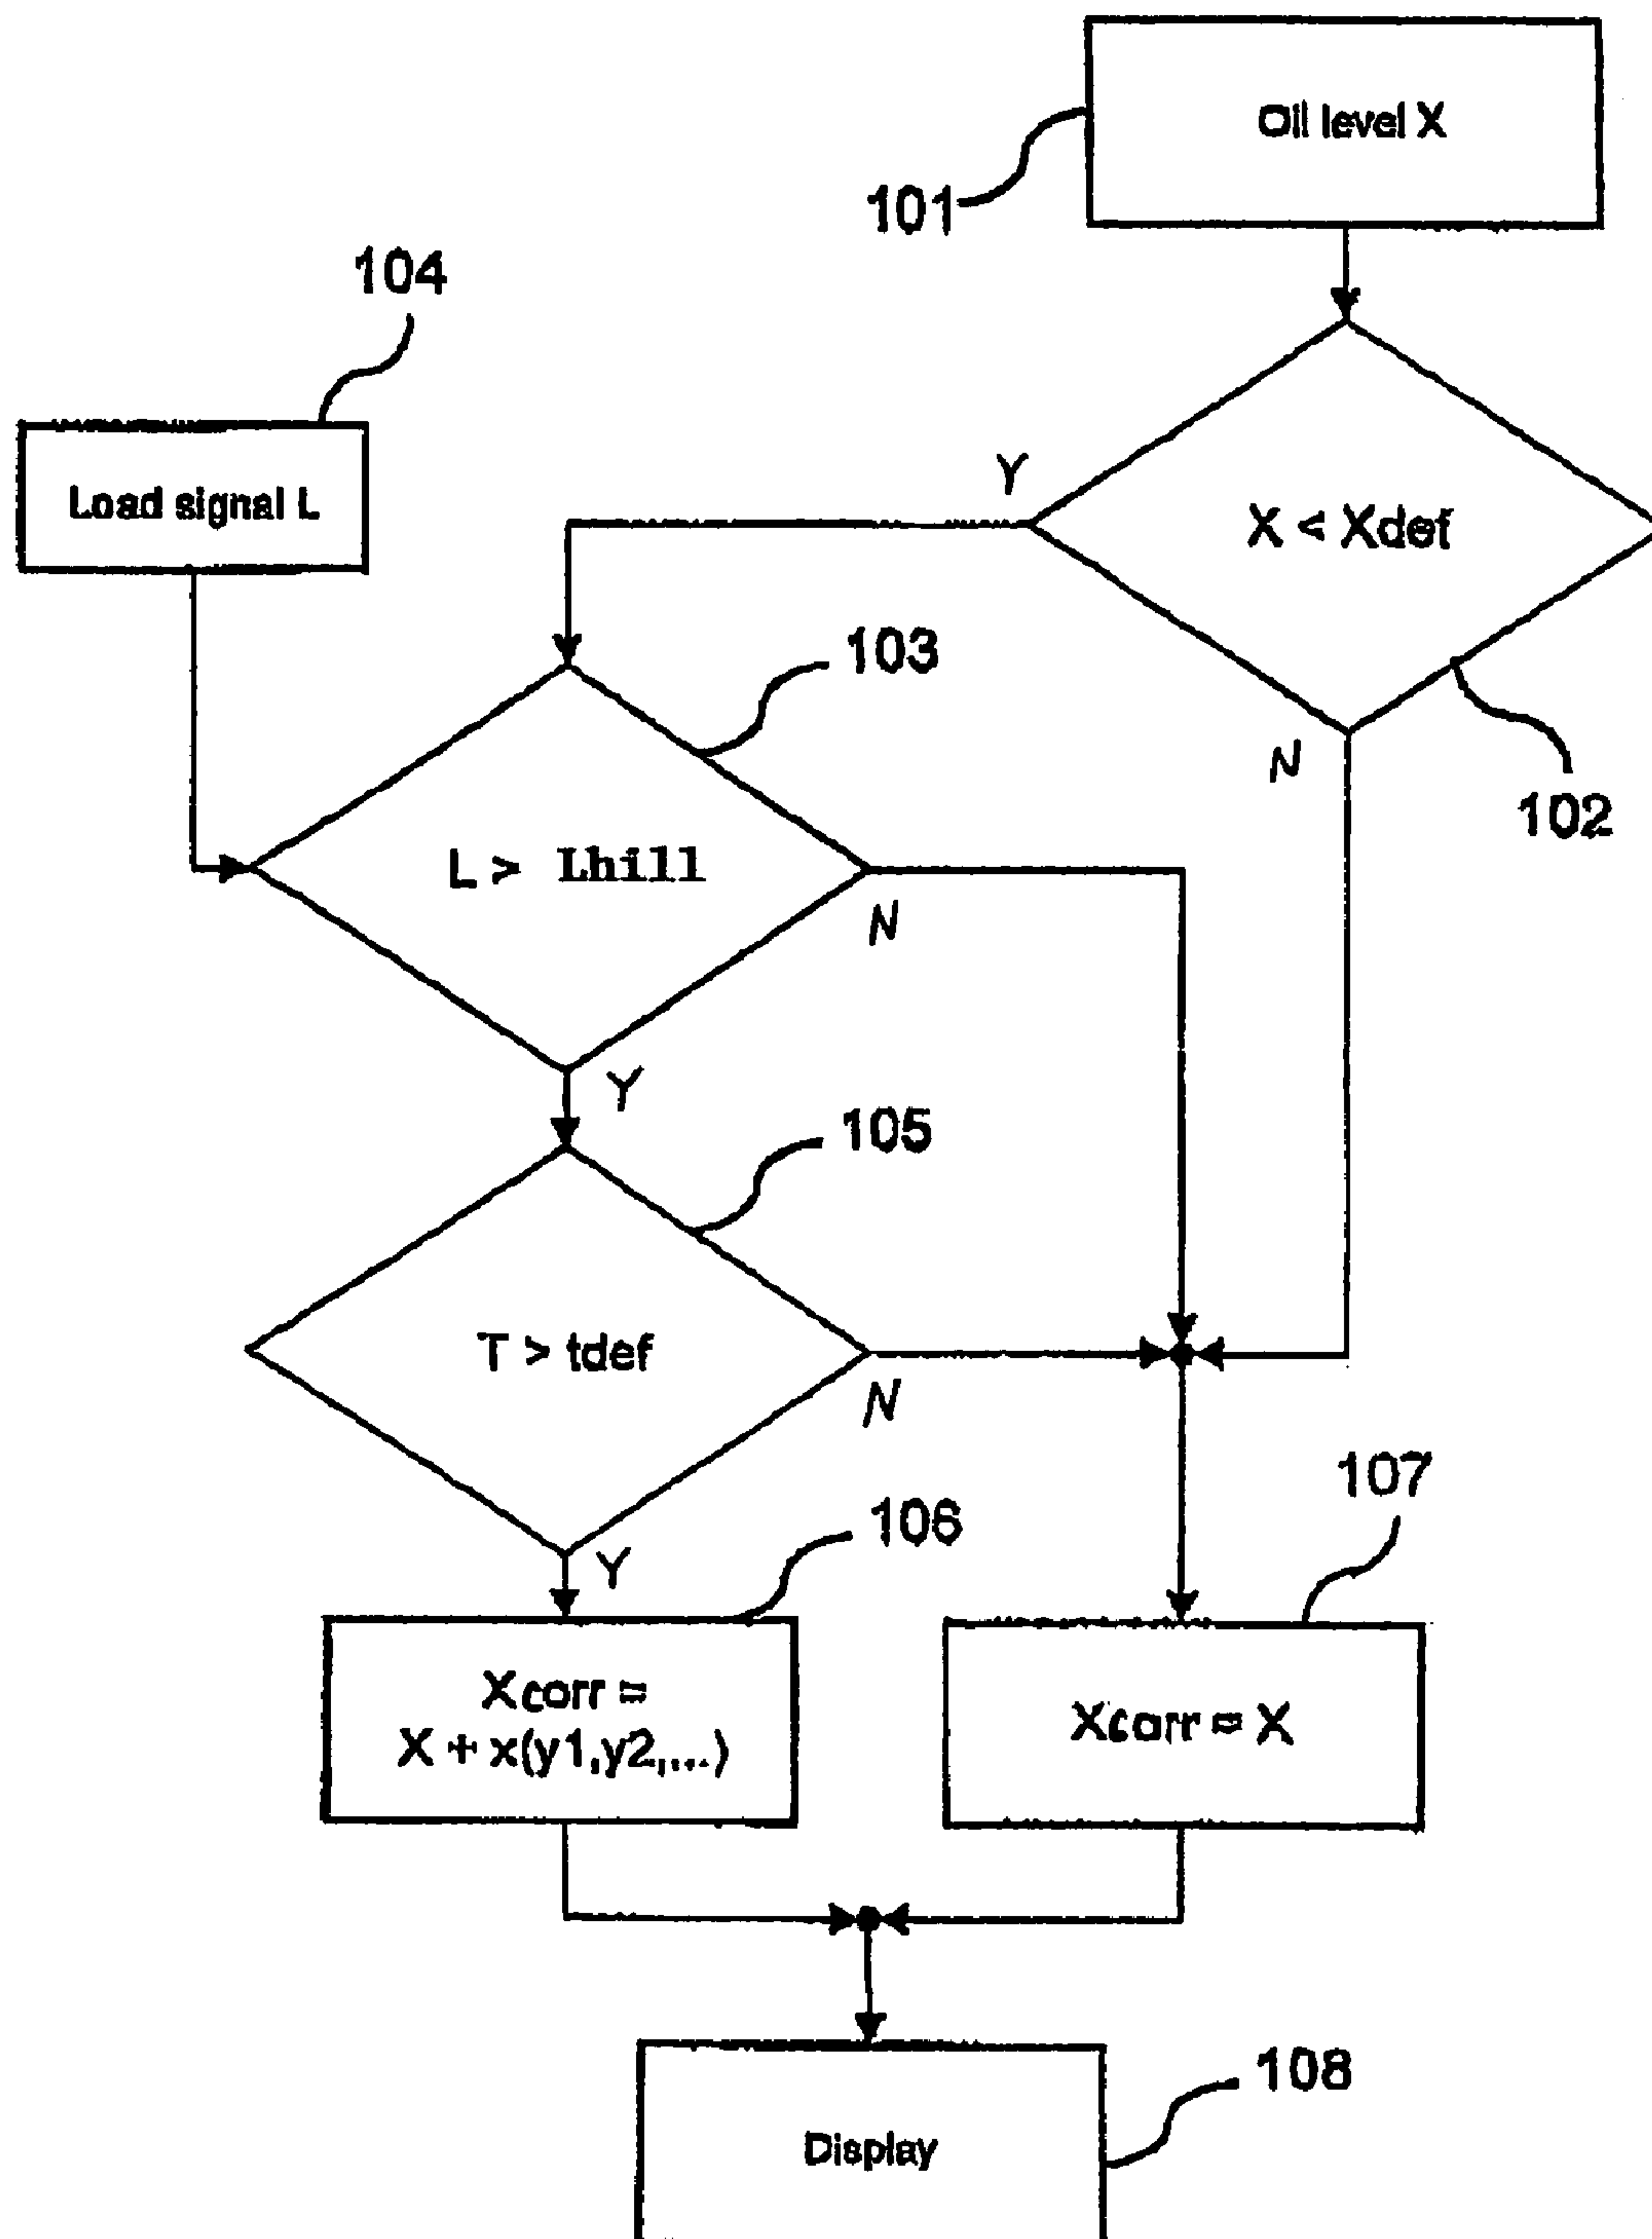 Oil level X
101
104
Load signal L
Y
X < Xdef
103
N
102
L > Lhill
N
Y
105
T > tdef
N
107
106
Y
Xcorr =
X + x(y1,y2,...)
Xcorr = X
108
Display